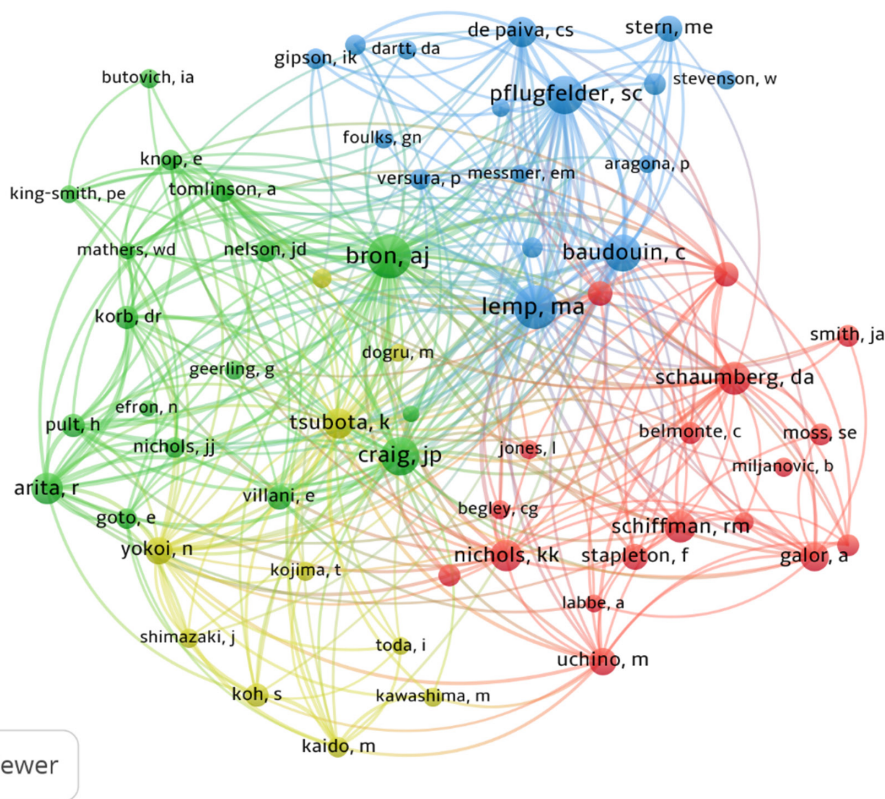 de paiva, cs
stern, me
gipson, ik
dartt, da
butovich, ia
stevenson, w
pflugfelder, sc
foulks, gn
knop, e
aragona, p
messmer, em
versura, p
tomlinson, a
king-smith, pe
mathers, wd
nelson, jd
bron, aj
baudouin, c
lemp, ma
korb, dr
smith, ja
dogru, m
geerling, g
schaumberg, da
efron, n
pult, h
tsubota, k
belmonte, c
moss, se
nichols, jj
jones, l
craig, jp
miljanovic, b
arita, r
villani, e
begley, cg
goto, e
schiffman, rm
yokoi, n
nichols, kk
stapleton, f
galor, a
kojima, t
labbe, a
shimazaki, j
toda, i
uchino, m
koh, s
kawashima, m
kaido, m
ewer